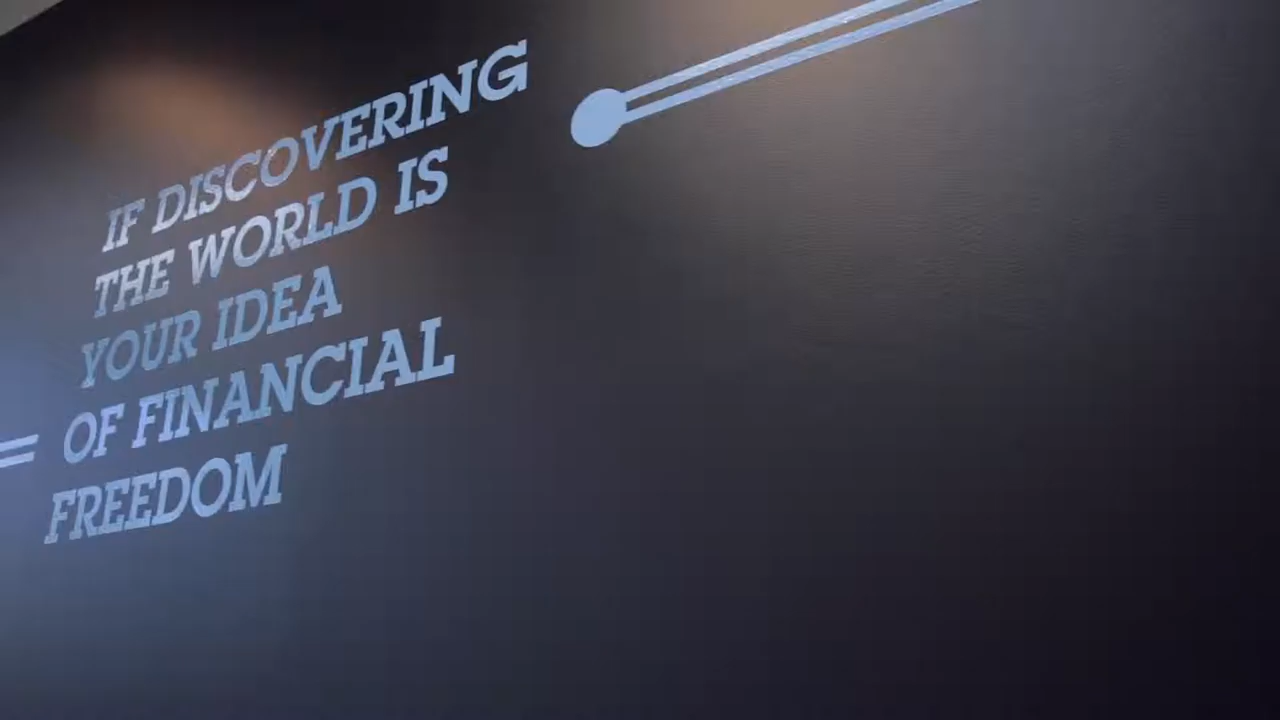 IF DISCOVERING
THE WORLD IS
YOUR IDEA
OF FINANCIAL
FREEDOM